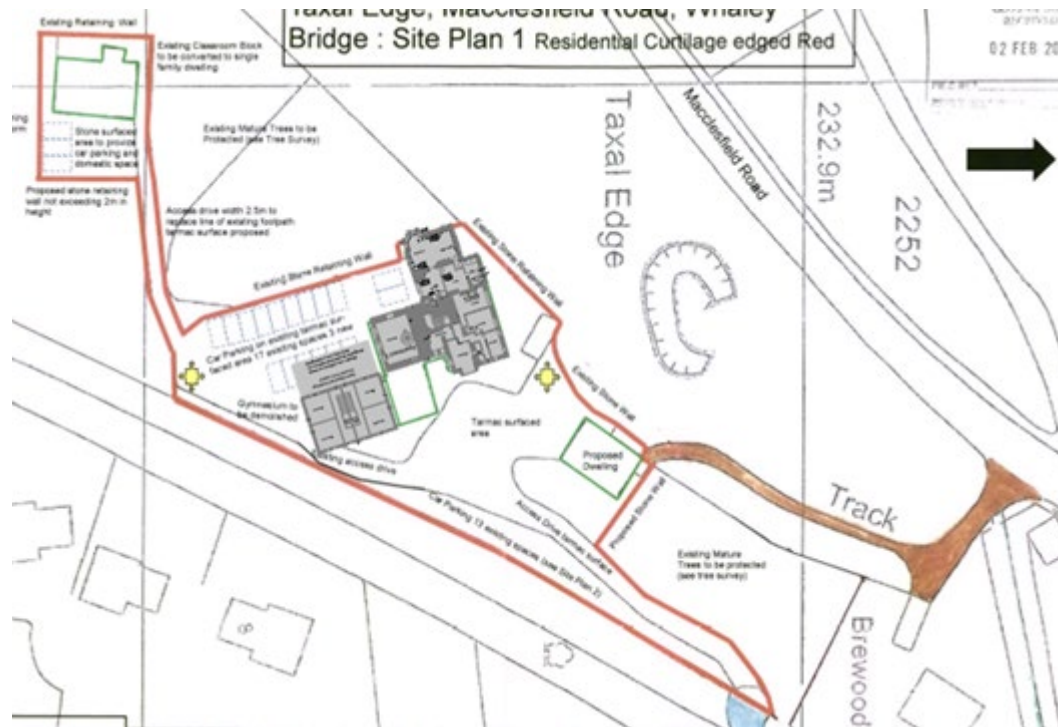 Taxal Edge, Macclesfield Road, Whaley
Bridge : Site Plan 1 Residential Curtilage edged Red
02 FEB 20
Existing Retaining Wall
Existing Classroom Block
to be converted to single
family dwelling
Stone surfaced
area to provide
car parking and
domestic space
Proposed stone retaining
wall not exceeding 2m in
height
Existing Mature Trees to be
Protected (see Tree Survey)
Access drive width 2.5m to
replace line of existing footpath
tarmac surface proposed
Existing Stone Retaining Wall
Existing Stone Retaining Wall
Car Parking on existing tarmac sur-
faced area 17 existing spaces 3 new
Gymnasium to
be demolished
Existing access drive
Tarmac surfaced
area
Existing Stone Wall
Proposed
Dwelling
Proposed Stone Wall
Access Drive tarmac surface
Car Parking 13 existing spaces (see Site Plan 2)
Existing Mature
Trees to be protected
(see tree survey)
Taxal Edge
Macclesfield Road
232.9m
2252
Track
Brewood
8